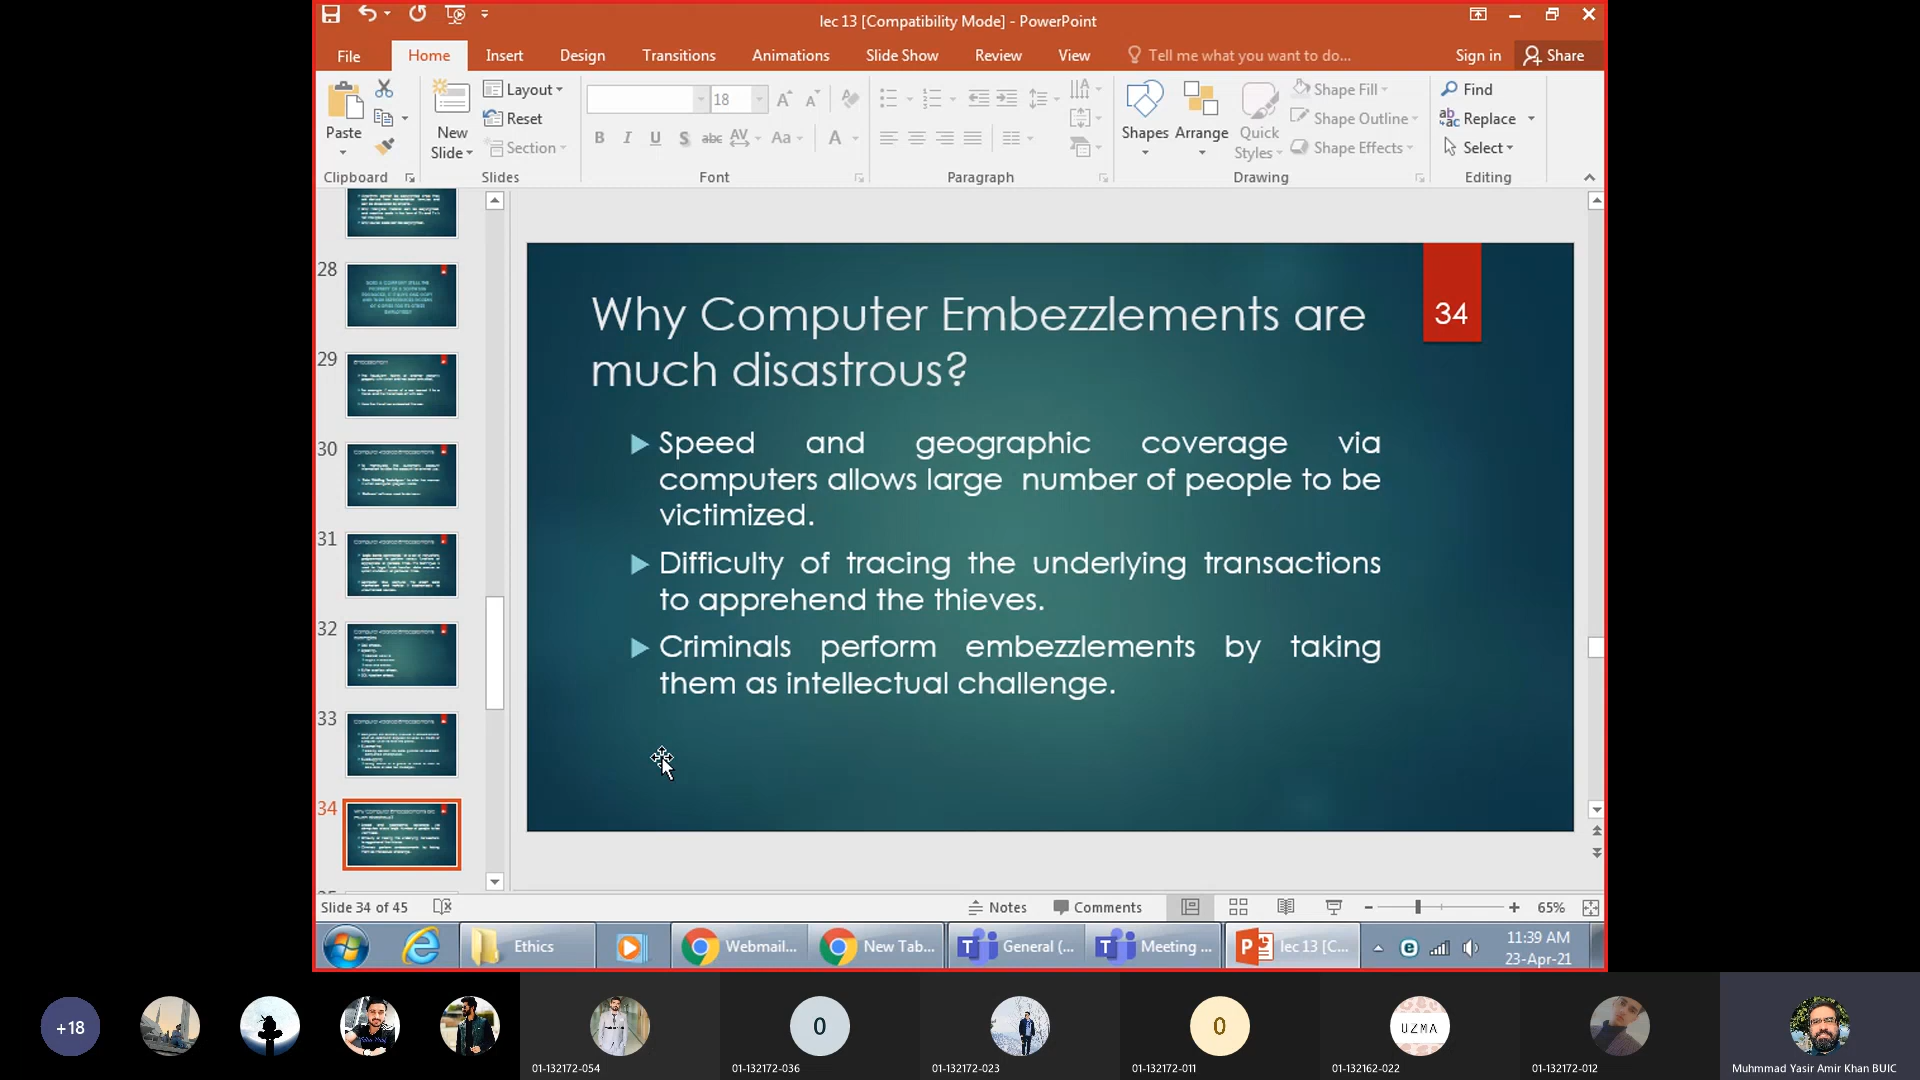 lec 13 [Compatibility Mode] - PowerPoint
File Home Insert Design Transitions Animations Slide Show Review View Tell me what you want to do... Sign in Share
Paste
Clipboard
New
Slide
Layout
Reset
Section
Slides
18
B I U S abc AV Aa A
Font
Paragraph
Shapes
Arrange
Quick
Styles
Shape Fill
Shape Outline
Shape Effects
Drawing
Find
Replace
Select
Editing
28
29
30
31
32
33
34
34
Why Computer Embezzlements are
much disastrous?
Speed and geographic coverage via
computers allows large number of people to be
victimized.
Difficulty of tracing the underlying transactions
to apprehend the thieves.
Criminals perform embezzlements by taking
them as intellectual challenge.
Slide 34 of 45
Notes
Comments
65%
Ethics
Webmail...
New Tab...
General (...
Meeting ...
lec 13 [C...
11:39 AM
23-Apr-21
+18
0
0
UZMA
01-132172-054
01-132172-036
01-132172-023
01-132172-011
01-132162-022
01-132172-012
Muhmmad Yasir Amir Khan BUIC